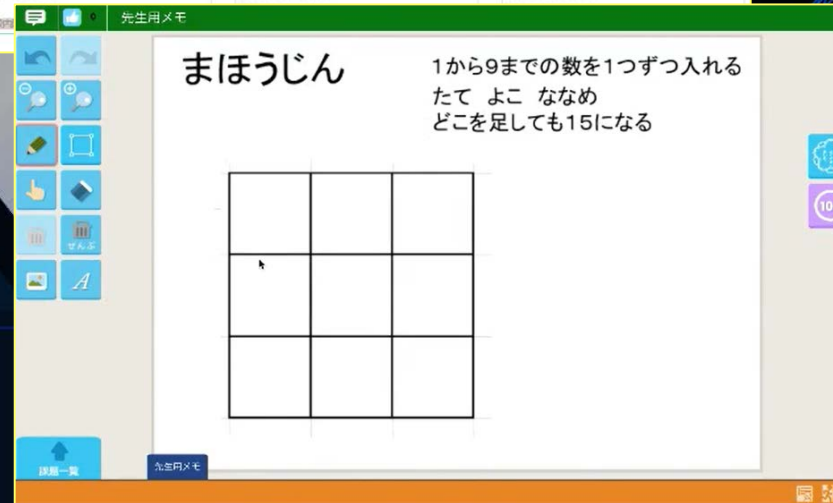 0 先生用メモ
まほうじん
1から9までの数を1つずつ入れる
たて よこ ななめ
どこを足しても15になる
ぜんぶ
A
10
課題一覧
先生用メモ